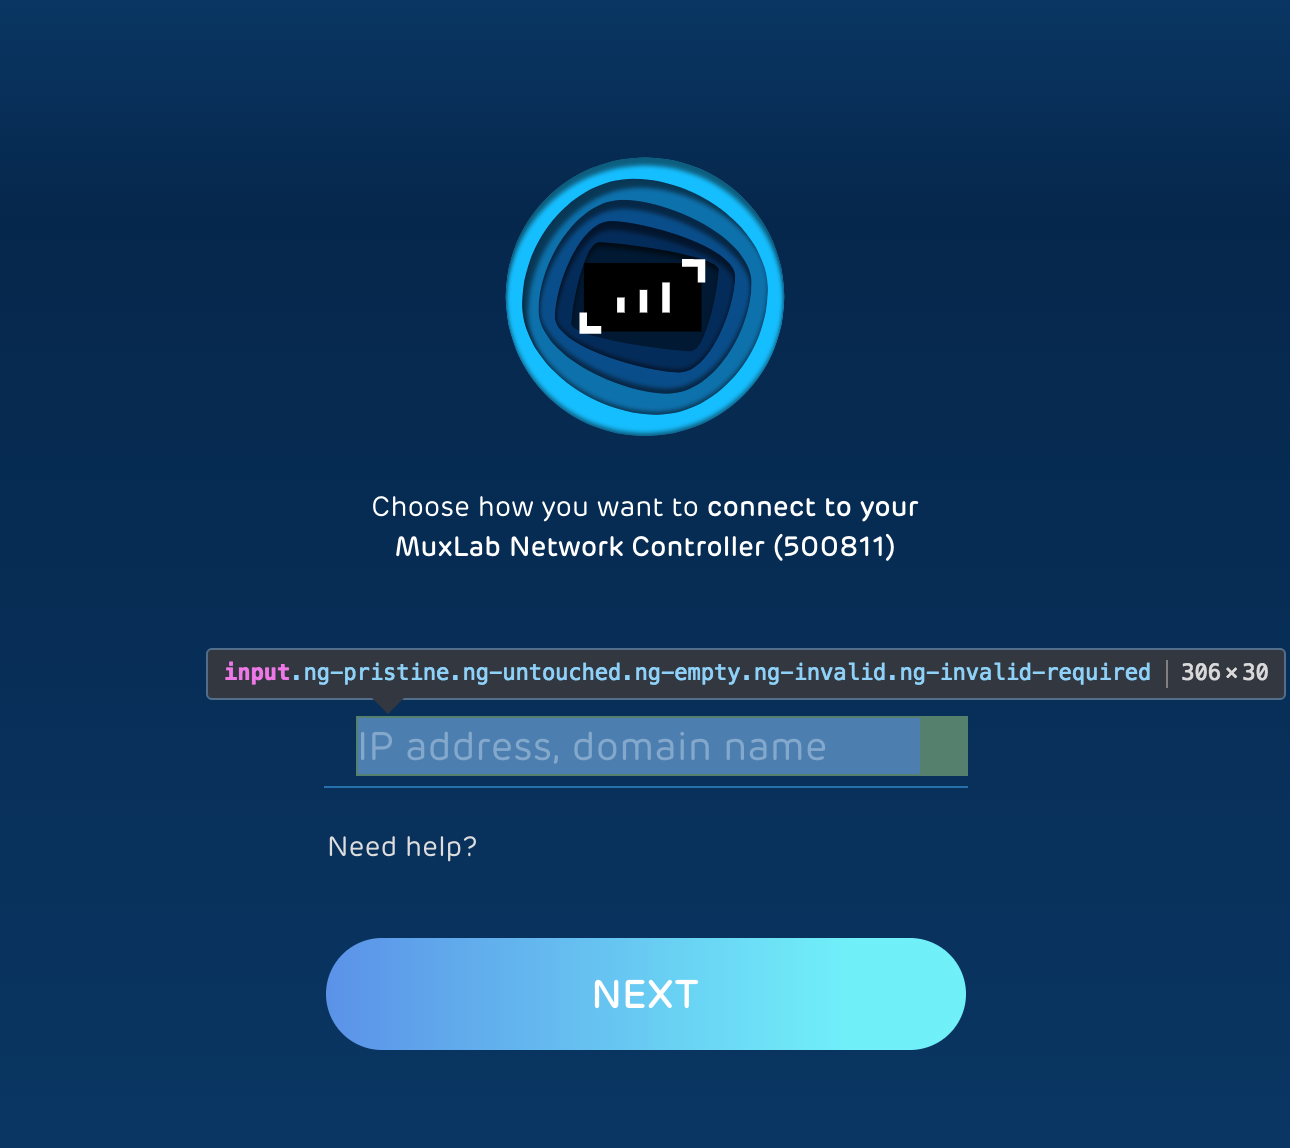 Choose how you want to connect to your
MuxLab Network Controller (500811)
input.ng-pristine.ng-untouched.ng-empty.ng-invalid.ng-invalid-required | 306×30
IP address, domain name
Need help?
NEXT